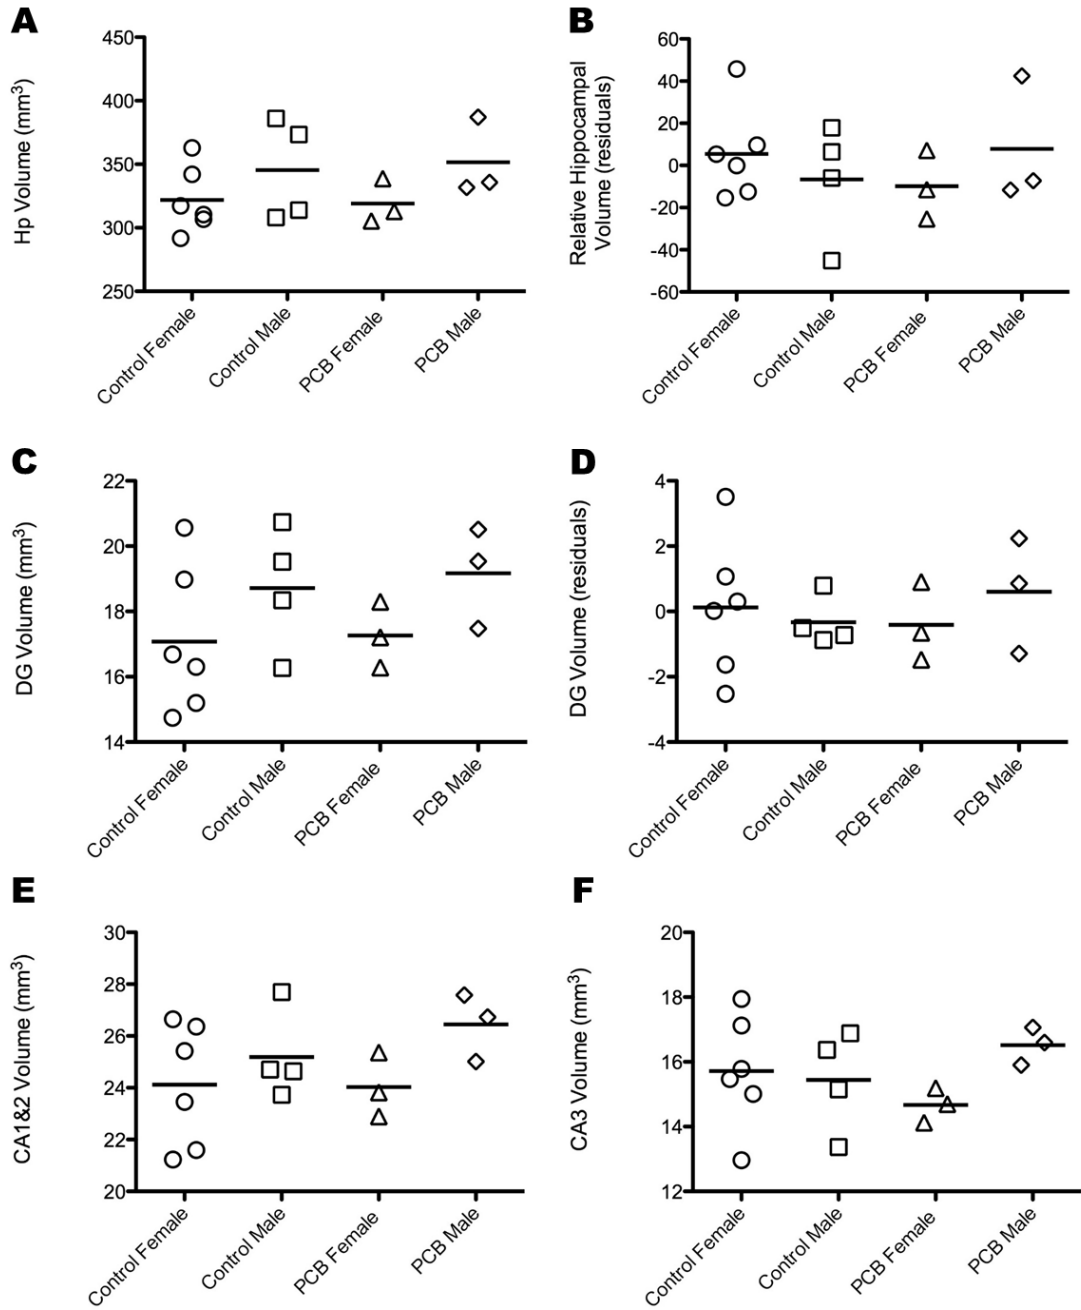 A
Hp Volume (mm³)
450
400
350
300
250
Control Female
Control Male
PCB Female
PCB Male
B
Relative Hippocampal
Volume (residuals)
60
40
20
0
-20
-40
-60
Control Female
Control Male
PCB Female
PCB Male
C
DG Volume (mm³)
22
20
18
16
14
Control Female
Control Male
PCB Female
PCB Male
D
DG Volume (residuals)
4
2
0
-2
-4
Control Female
Control Male
PCB Female
PCB Male
E
CA1&2 Volume (mm³)
30
28
26
24
22
20
Control Female
Control Male
PCB Female
PCB Male
F
CA3 Volume (mm³)
20
18
16
14
12
Control Female
Control Male
PCB Female
PCB Male